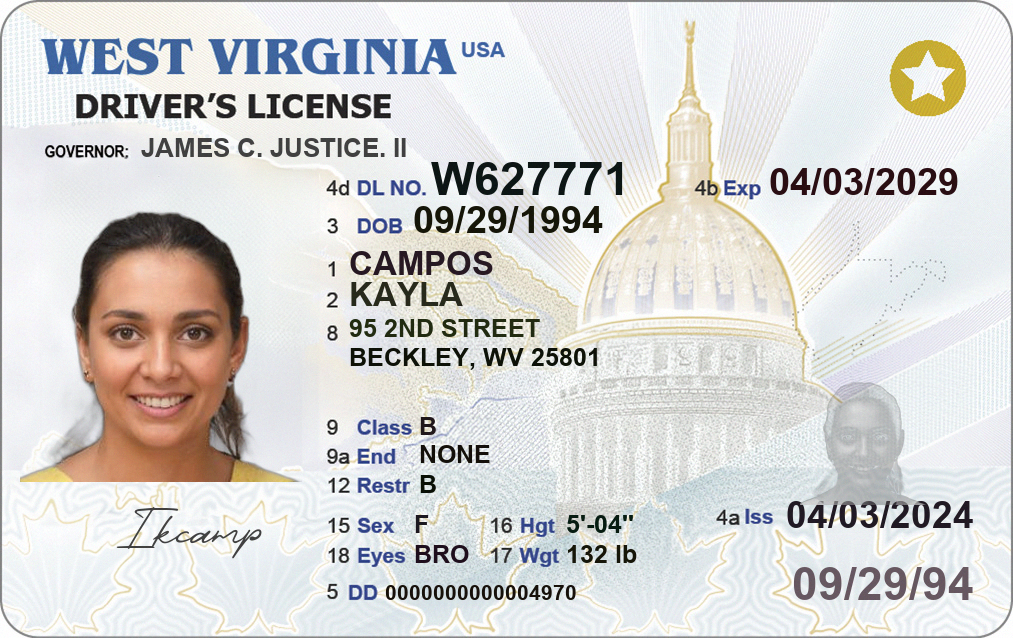 WEST VIRGINIA USA
DRIVER'S LICENSE
GOVERNOR: JAMES C. JUSTICE. II
4d DL NO. W627771 4b Exp 04/03/2029
3 DOB 09/29/1994
1 CAMPOS
2 KAYLA
8 95 2ND STREET
BECKLEY, WV 25801
9 Class B
9a End NONE
12 Restr B
15 Sex F 16 Hgt 5'-04" 4a Iss 04/03/2024
Ikcamp
18 Eyes BRO 17 Wgt 132 lb
5 DD 0000000000004970 09/29/94